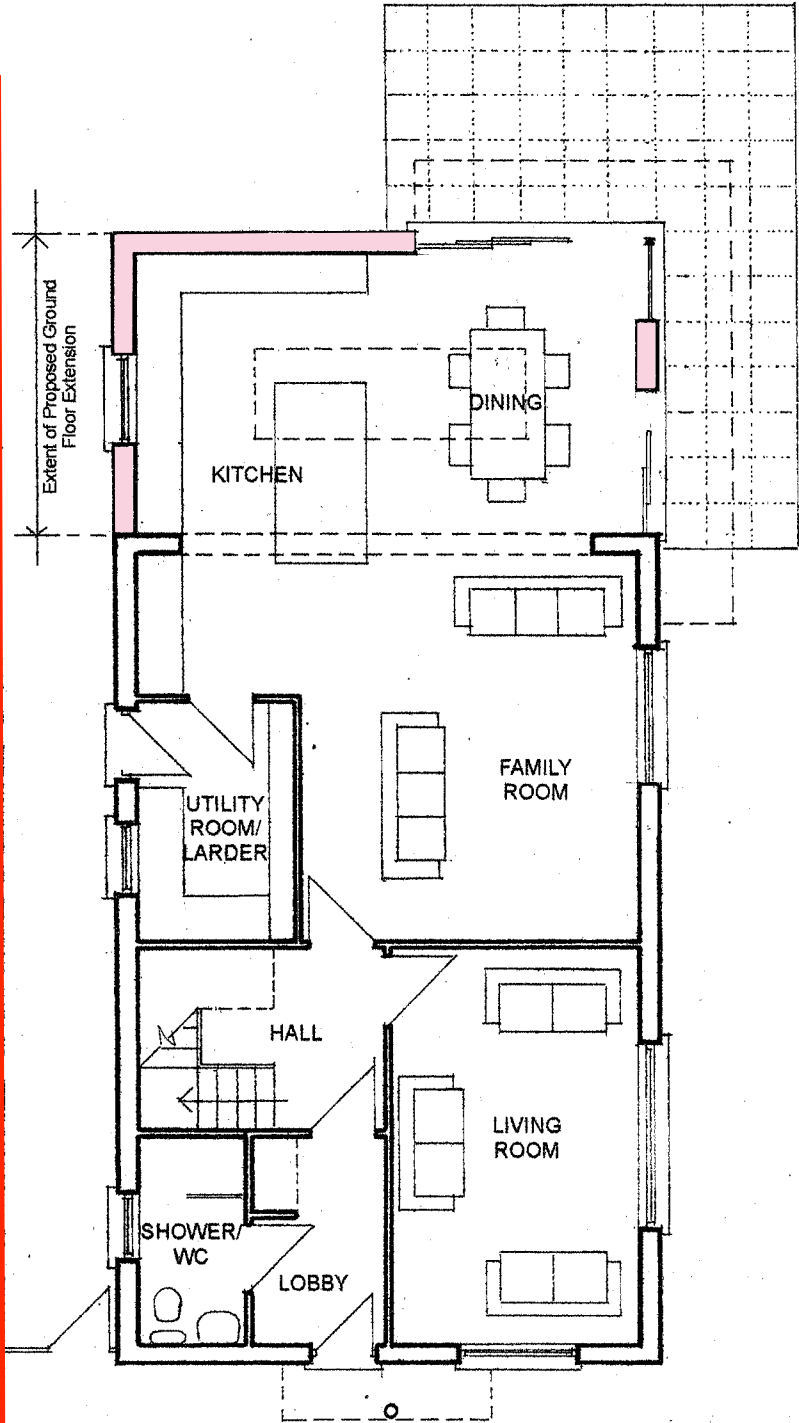 Extent of Proposed Ground
Floor Extension
DINING
KITCHEN
FAMILY
ROOM
UTILITY
ROOM/
LARDER
HALL
LIVING
ROOM
SHOWER/
WC
LOBBY